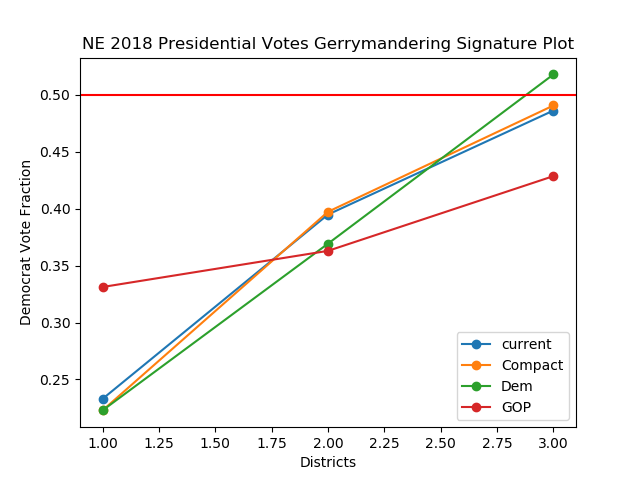 NE 2018 Presidential Votes Gerrymandering Signature Plot
Democrat Vote Fraction
0.50
0.45
0.40
0.35
0.30
0.25
current
Compact
Dem
GOP
1.00 1.25 1.50 1.75 2.00 2.25 2.50 2.75 3.00
Districts